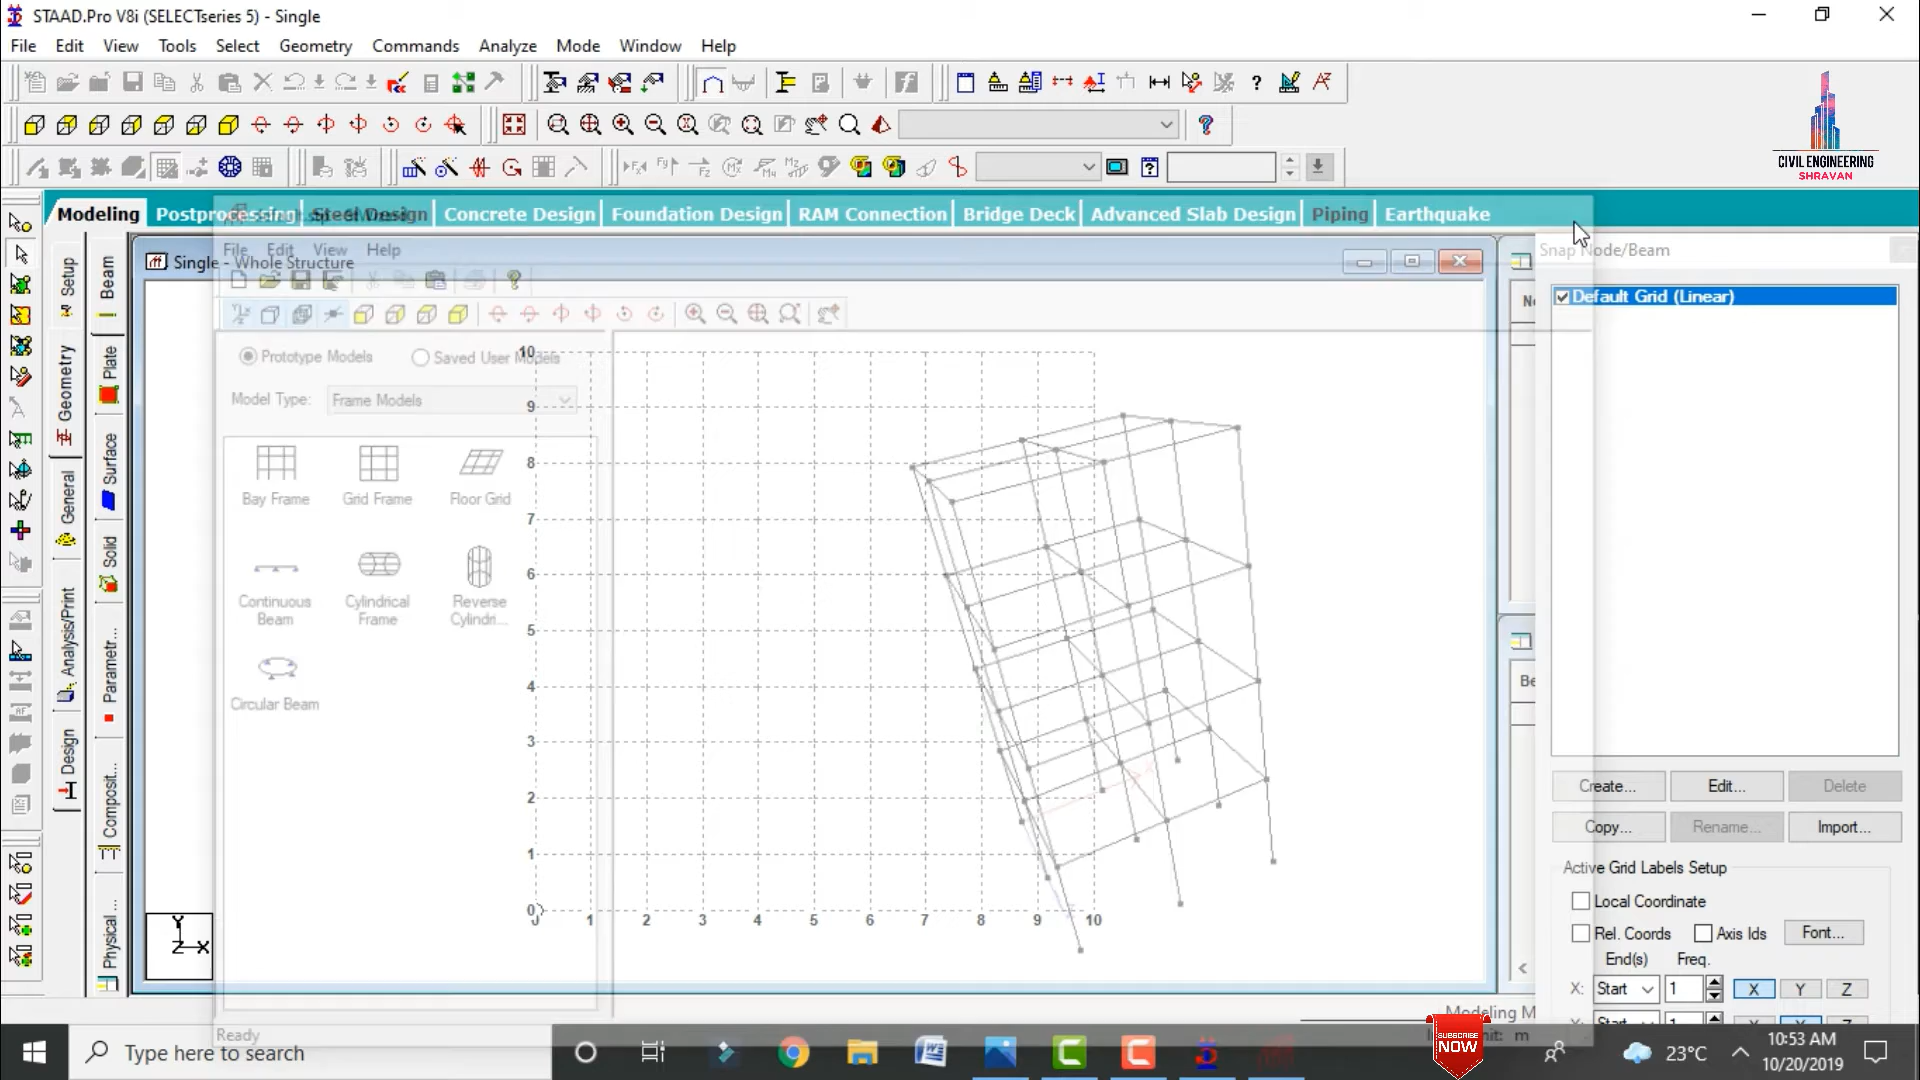 STAAD.Pro V8i (SELECTseries 5) - Single
File Edit View Tools Select Geometry Commands Analyze Mode Window Help
CIVIL ENGINEERING
SHRAVAN
Modeling Postprocessing Steel Design Concrete Design Foundation Design RAM Connection Bridge Deck Advanced Slab Design Piping Earthquake
File Edit View Help
Single - Whole Structure
Snap Node/Beam
Default Grid (Linear)
Prototype Models Saved User Models
Model Type: Frame Models
Bay Frame Grid Frame Floor Grid
Continuous Beam Cylindrical Frame Reverse Cylindri...
Circular Beam
Setup
Geometry
General
Analysis/Print
Design
Beam
Plate
Surface
Solid
Parametr...
Composit...
Physical ...
10
9
8
7
6
5
4
3
2
1
0
0 1 2 3 4 5 6 7 8 9 10
Y
Z X
Create... Edit... Delete
Copy... Rename... Import...
Active Grid Labels Setup
Local Coordinate
Rel. Coords Axis Ids Font...
End(s) Freq.
X: Start 1 X Y Z
Ready
Modeling M
m
SUBSCRIBE
NOW
Type here to search
23°C
10:53 AM
10/20/2019